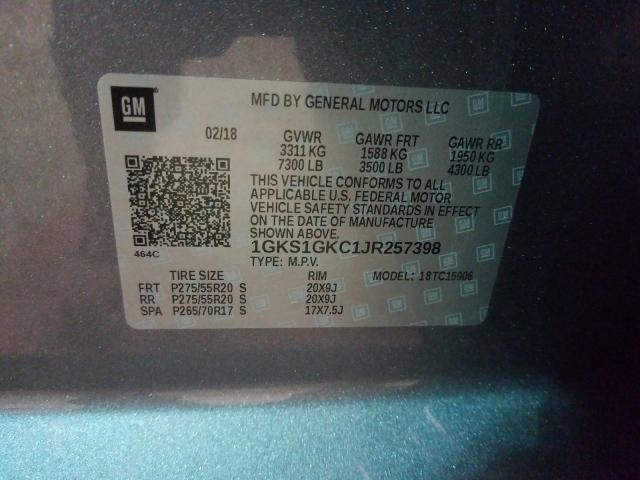 GM
MFD BY GENERAL MOTORS LLC
02/18 GVWR GAWR FRT GAWR RR
3311 KG 1588 KG 1950 KG
7300 LB 3500 LB 4300 LB
THIS VEHICLE CONFORMS TO ALL
APPLICABLE U.S. FEDERAL MOTOR
VEHICLE SAFETY STANDARDS IN EFFECT
ON THE DATE OF MANUFACTURE
SHOWN ABOVE.
464C
1GKS1GKC1JR257398
TYPE: M.P.V.
TIRE SIZE RIM MODEL: 18TC15906
FRT P275/55R20 S 20X9J
RR P275/55R20 S 20X9J
SPA P265/70R17 S 17X7.5J